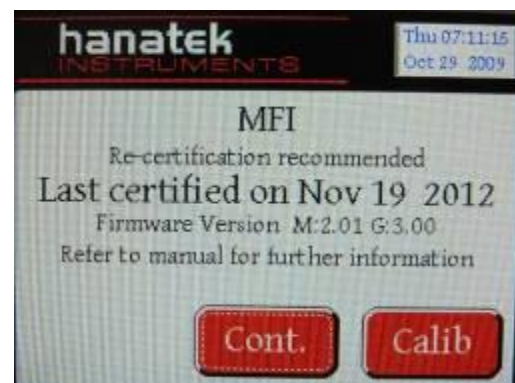 hanatek
INSTRUMENTS
Thu 07:11:15
Oct 29 2009
MFI
Re-certification recommended
Last certified on Nov 19 2012
Firmware Version M:2.01 G:3.00
Refer to manual for further information
Cont.
Calib